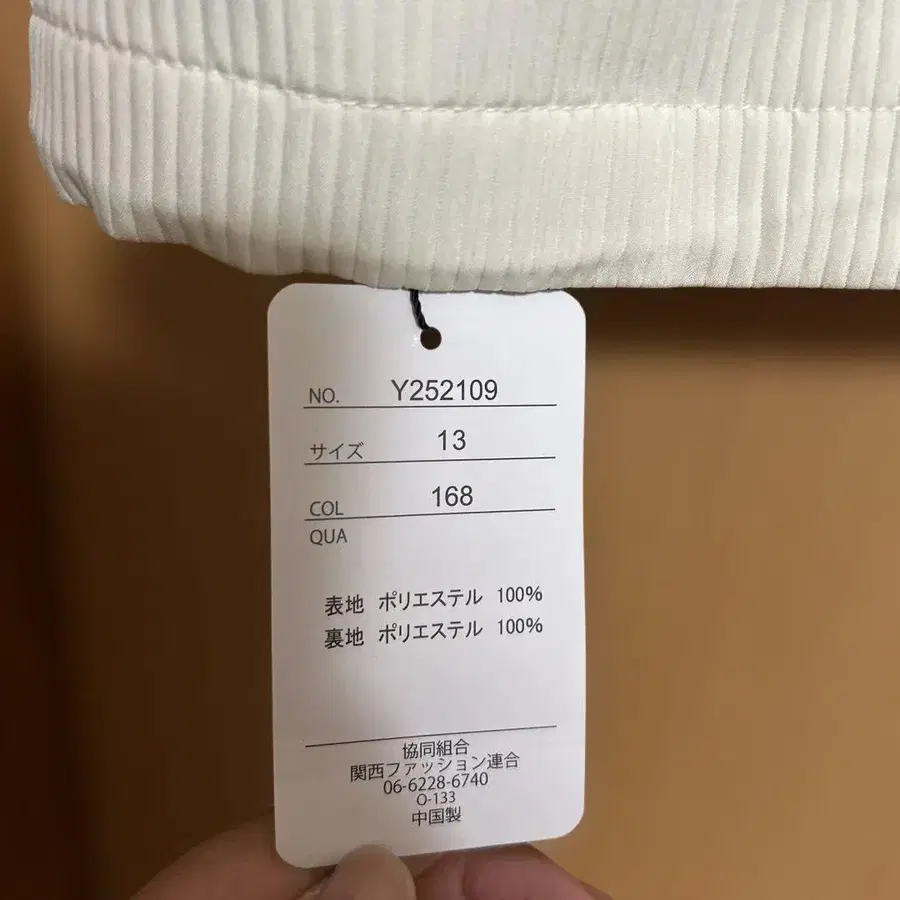 NO. Y252109
サイズ 13
COL 168
QUA
表地 ポリエステル 100%
裏地 ポリエステル 100%
協同組合
関西ファッション連合
06-6228-6740
O-133
中国製